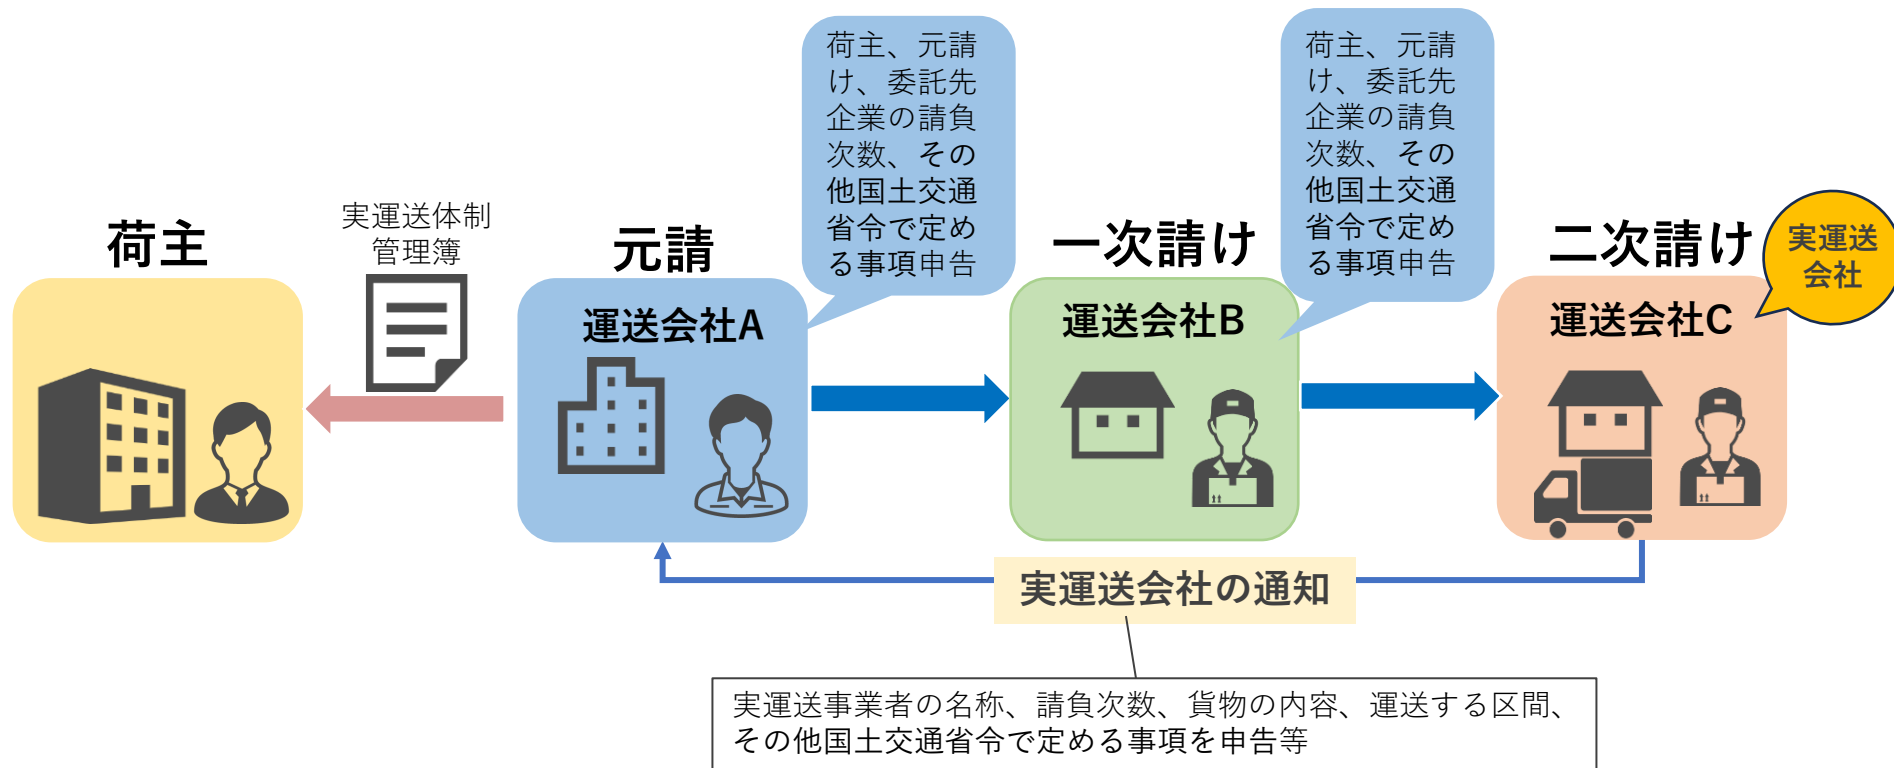 荷主、元請
け、委託先
企業の請負
次数、その
他国土交通
省令で定め
る事項申告
荷主、元請
け、委託先
企業の請負
次数、その
他国土交通
省令で定め
る事項申告
荷主
実運送体制
管理簿
元請
一次請け
二次請け
実運送
会社
運送会社A
運送会社B
運送会社C
実運送会社の通知
実運送事業者の名称、請負次数、貨物の内容、運送する区間、
その他国土交通省令で定める事項を申告等